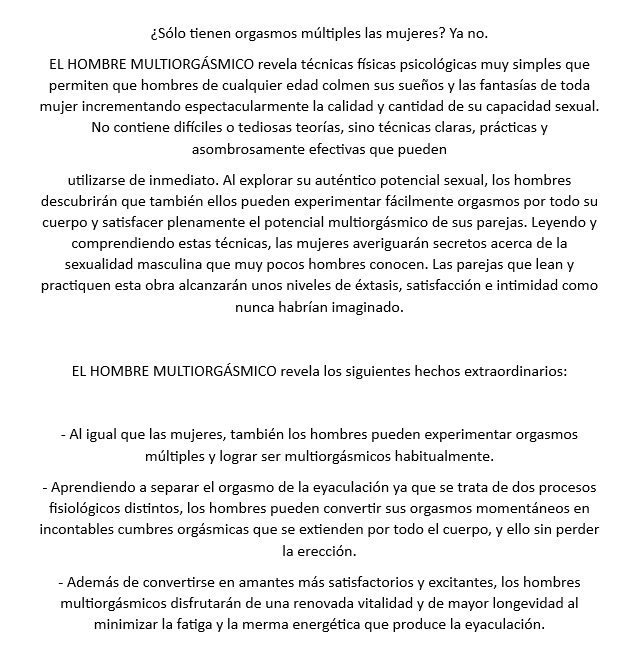 ¿Sólo tienen orgasmos múltiples las mujeres? Ya no.
EL HOMBRE MULTIORGÁSMICO revela técnicas físicas psicológicas muy simples que
permiten que hombres de cualquier edad colmen sus sueños y las fantasías de toda
mujer incrementando espectacularmente la calidad y cantidad de su capacidad sexual.
No contiene difíciles o tediosas teorías, sino técnicas claras, prácticas y
asombrosamente efectivas que pueden
utilizarse de inmediato. Al explorar su auténtico potencial sexual, los hombres
descubrirán que también ellos pueden experimentar fácilmente orgasmos por todo su
cuerpo y satisfacer plenamente el potencial multiorgásmico de sus parejas. Leyendo y
comprendiendo estas técnicas, las mujeres averiguarán secretos acerca de la
sexualidad masculina que muy pocos hombres conocen. Las parejas que lean y
practiquen esta obra alcanzarán unos niveles de éxtasis, satisfacción e intimidad como
nunca habrían imaginado.
EL HOMBRE MULTIORGÁSMICO revela los siguientes hechos extraordinarios:
- Al igual que las mujeres, también los hombres pueden experimentar orgasmos
múltiples y lograr ser multiorgásmicos habitualmente.
- Aprendiendo a separar el orgasmo de la eyaculación ya que se trata de dos procesos
fisiológicos distintos, los hombres pueden convertir sus orgasmos momentáneos en
incontables cumbres orgásmicas que se extienden por todo el cuerpo, y ello sin perder
la erección.
- Además de convertirse en amantes más satisfactorios y excitantes, los hombres
multiorgásmicos disfrutarán de una renovada vitalidad y de mayor longevidad al
minimizar la fatiga y la merma energética que produce la eyaculación.